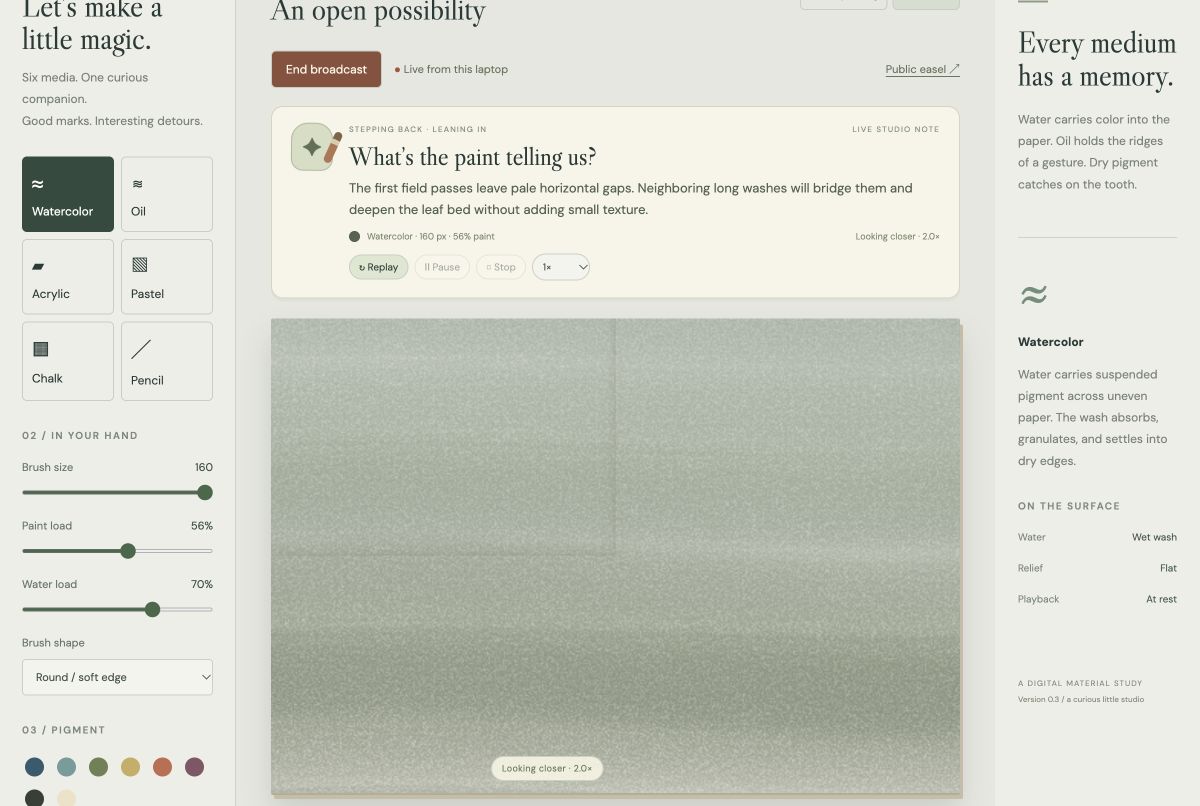 Let's make a
little magic.
Six media. One curious
companion.
Good marks. Interesting detours.
Watercolor
Oil
Acrylic
Pastel
Chalk
Pencil
02 / IN YOUR HAND
Brush size 160
Paint load 56%
Water load 70%
Brush shape
Round / soft edge
03 / PIGMENT
An open possibility
End broadcast
Live from this laptop
Public easel ↗
STEPPING BACK · LEANING IN
LIVE STUDIO NOTE
What's the paint telling us?
The first field passes leave pale horizontal gaps. Neighboring long washes will bridge them and
deepen the leaf bed without adding small texture.
Watercolor · 160 px · 56% paint
Looking closer · 2.0×
↻ Replay
II Pause
▫ Stop
1×
Looking closer · 2.0×
Every medium
has a memory.
Water carries color into the
paper. Oil holds the ridges
of a gesture. Dry pigment
catches on the tooth.
Watercolor
Water carries suspended
pigment across uneven
paper. The wash absorbs,
granulates, and settles into
dry edges.
ON THE SURFACE
Water Wet wash
Relief Flat
Playback At rest
A DIGITAL MATERIAL STUDY
Version 0.3 / a curious little studio